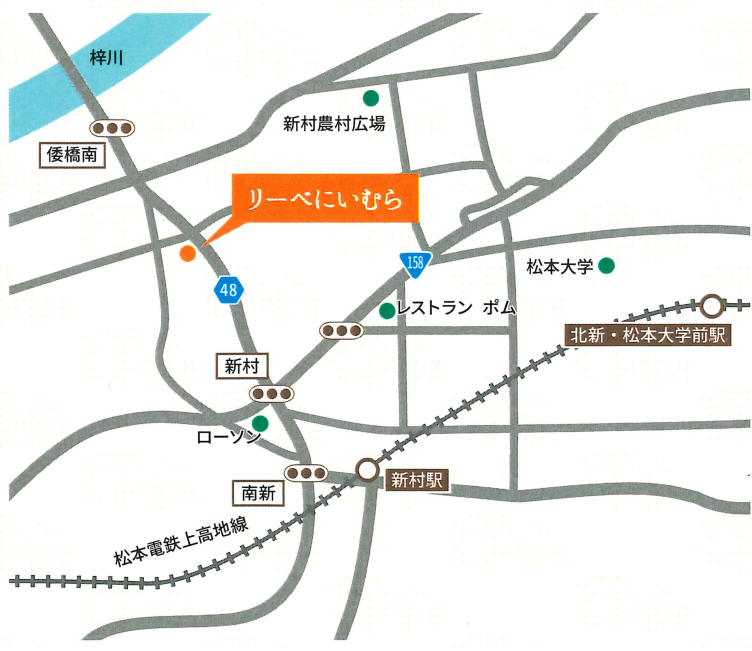 梓川
倭橋南
新村農村広場
リーべにいむら
158
松本大学
48
レストラン ポム
北新・松本大学前駅
新村
ローソン
新村駅
南新
松本電鉄上高地線